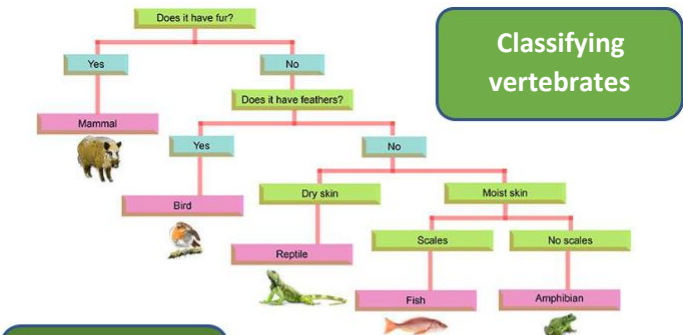 Does it have fur?
Classifying
vertebrates
Yes
No
Does it have feathers?
Mammal
Yes
No
Dry skin
Moist skin
Bird
Scales
No scales
Reptile
Fish
Amphibian